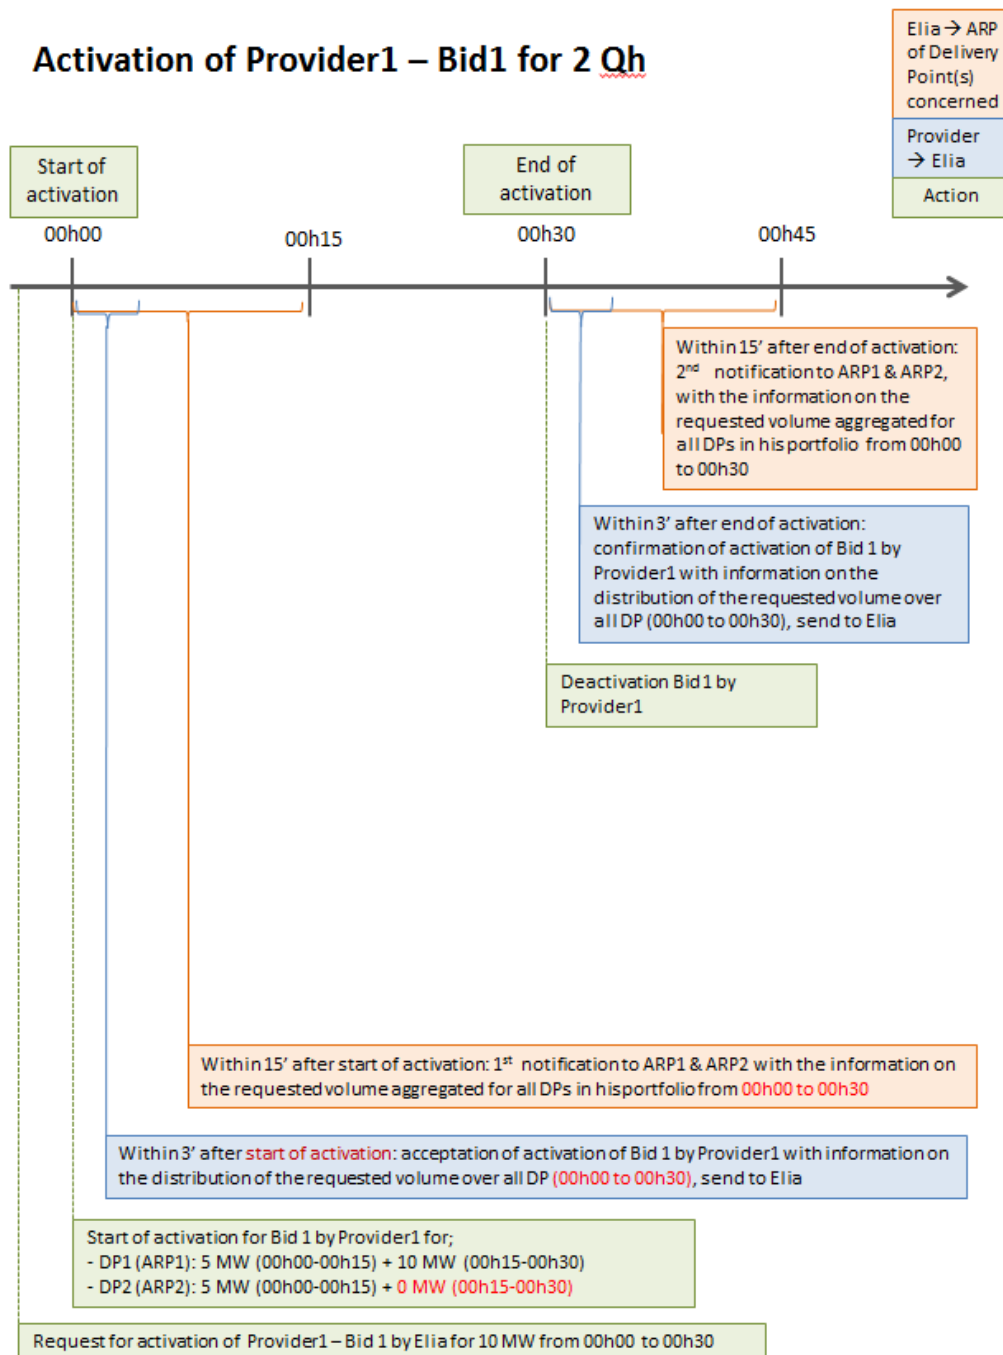 Activation of Provider1 – Bid1 for 2 Qh
Elia → ARP
of Delivery
Point(s)
concerned
Provider
→ Elia
Action
Start of
activation
End of
activation
00h00
00h15
00h30
00h45
Within 15’ after end of activation:
2nd notification to ARP1 & ARP2,
with the information on the
requested volume aggregated for
all DPs in his portfolio from 00h00
to 00h30
Within 3’ after end of activation:
confirmation of activation of Bid 1 by
Provider1 with information on the
distribution of the requested volume over
all DP (00h00 to 00h30), send to Elia
Deactivation Bid1 by
Provider1
Within 15’ after start of activation: 1st notification to ARP1 & ARP2 with the information on
the requested volume aggregated for all DPs in hisportfolio from 00h00 to 00h30
Within 3’ after start of activation: acceptation of activation of Bid 1 by Provider1 with information on
the distribution of the requested volume over all DP (00h00 to 00h30), send to Elia
Start of activation for Bid 1 by Provider1 for;
- DP1 (ARP1): 5 MW (00h00-00h15) + 10 MW (00h15-00h30)
- DP2 (ARP2): 5 MW (00h00-00h15) + 0 MW (00h15-00h30)
Request for activation of Provider1 – Bid 1 by Elia for 10 MW from 00h00 to 00h30